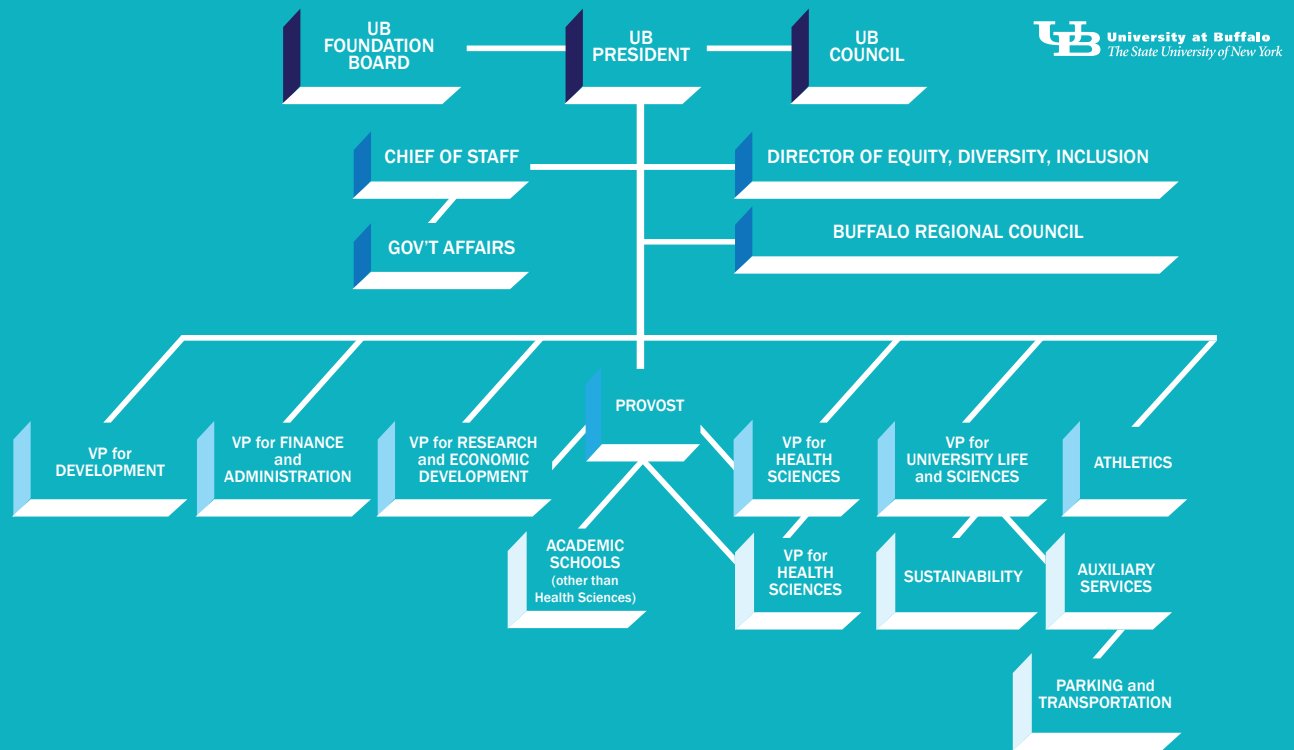 UB
FOUNDATION
BOARD
UB
PRESIDENT
UB
COUNCIL
UB University at Buffalo
The State University of New York
CHIEF OF STAFF
DIRECTOR OF EQUITY, DIVERSITY, INCLUSION
GOV'T AFFAIRS
BUFFALO REGIONAL COUNCIL
PROVOST
VP for
DEVELOPMENT
VP for FINANCE
and
ADMINISTRATION
VP for RESEARCH
and ECONOMIC
DEVELOPMENT
VP for
HEALTH
SCIENCES
VP for
UNIVERSITY LIFE
and SCIENCES
ATHLETICS
ACADEMIC
SCHOOLS
(other than
Health Sciences)
VP for
HEALTH
SCIENCES
SUSTAINABILITY
AUXILIARY
SERVICES
PARKING and
TRANSPORTATION